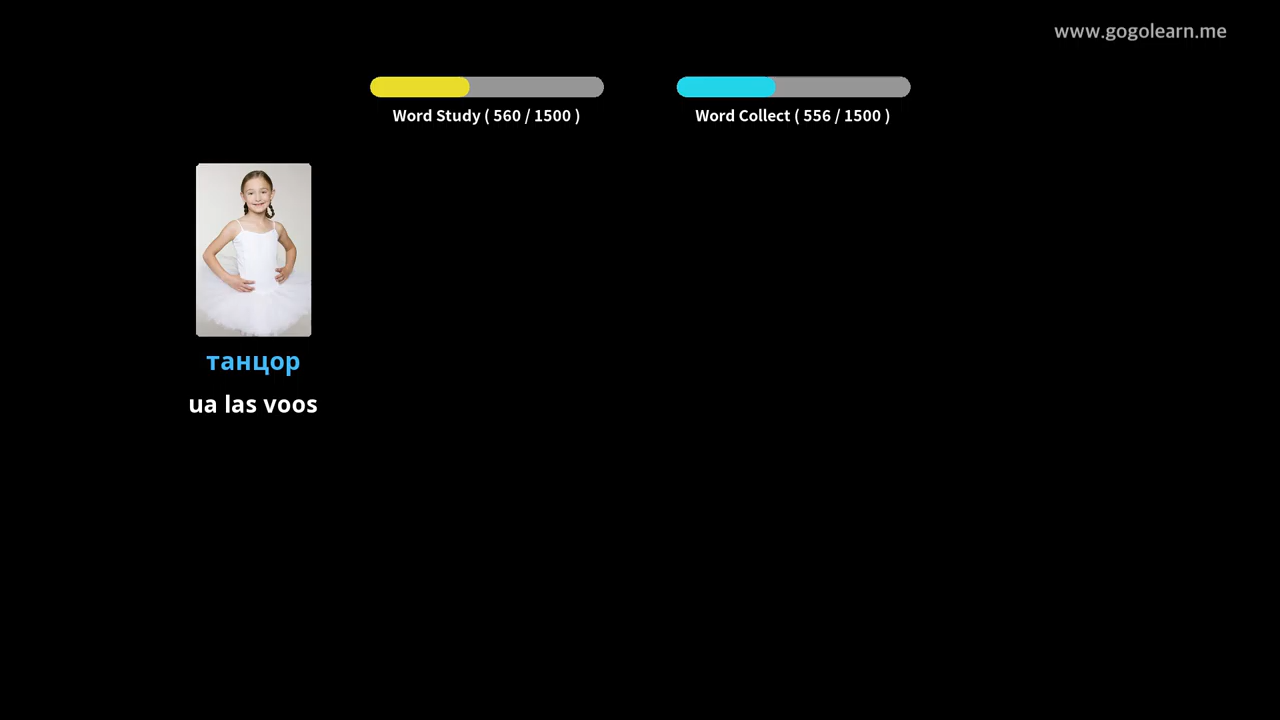 www.gogolearn.me
Word Study ( 560 / 1500 )
Word Collect ( 556 / 1500 )
танцор
ua las voos